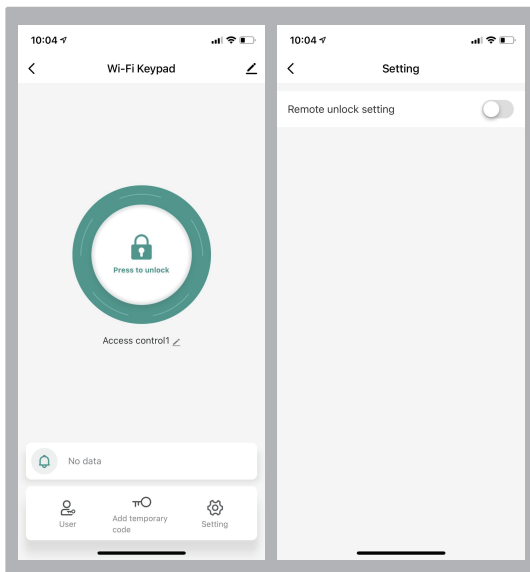 10:04
Wi-Fi Keypad
Press to unlock
Access control1
No data
User
Add temporary
code
Setting
10:04
Setting
Remote unlock setting